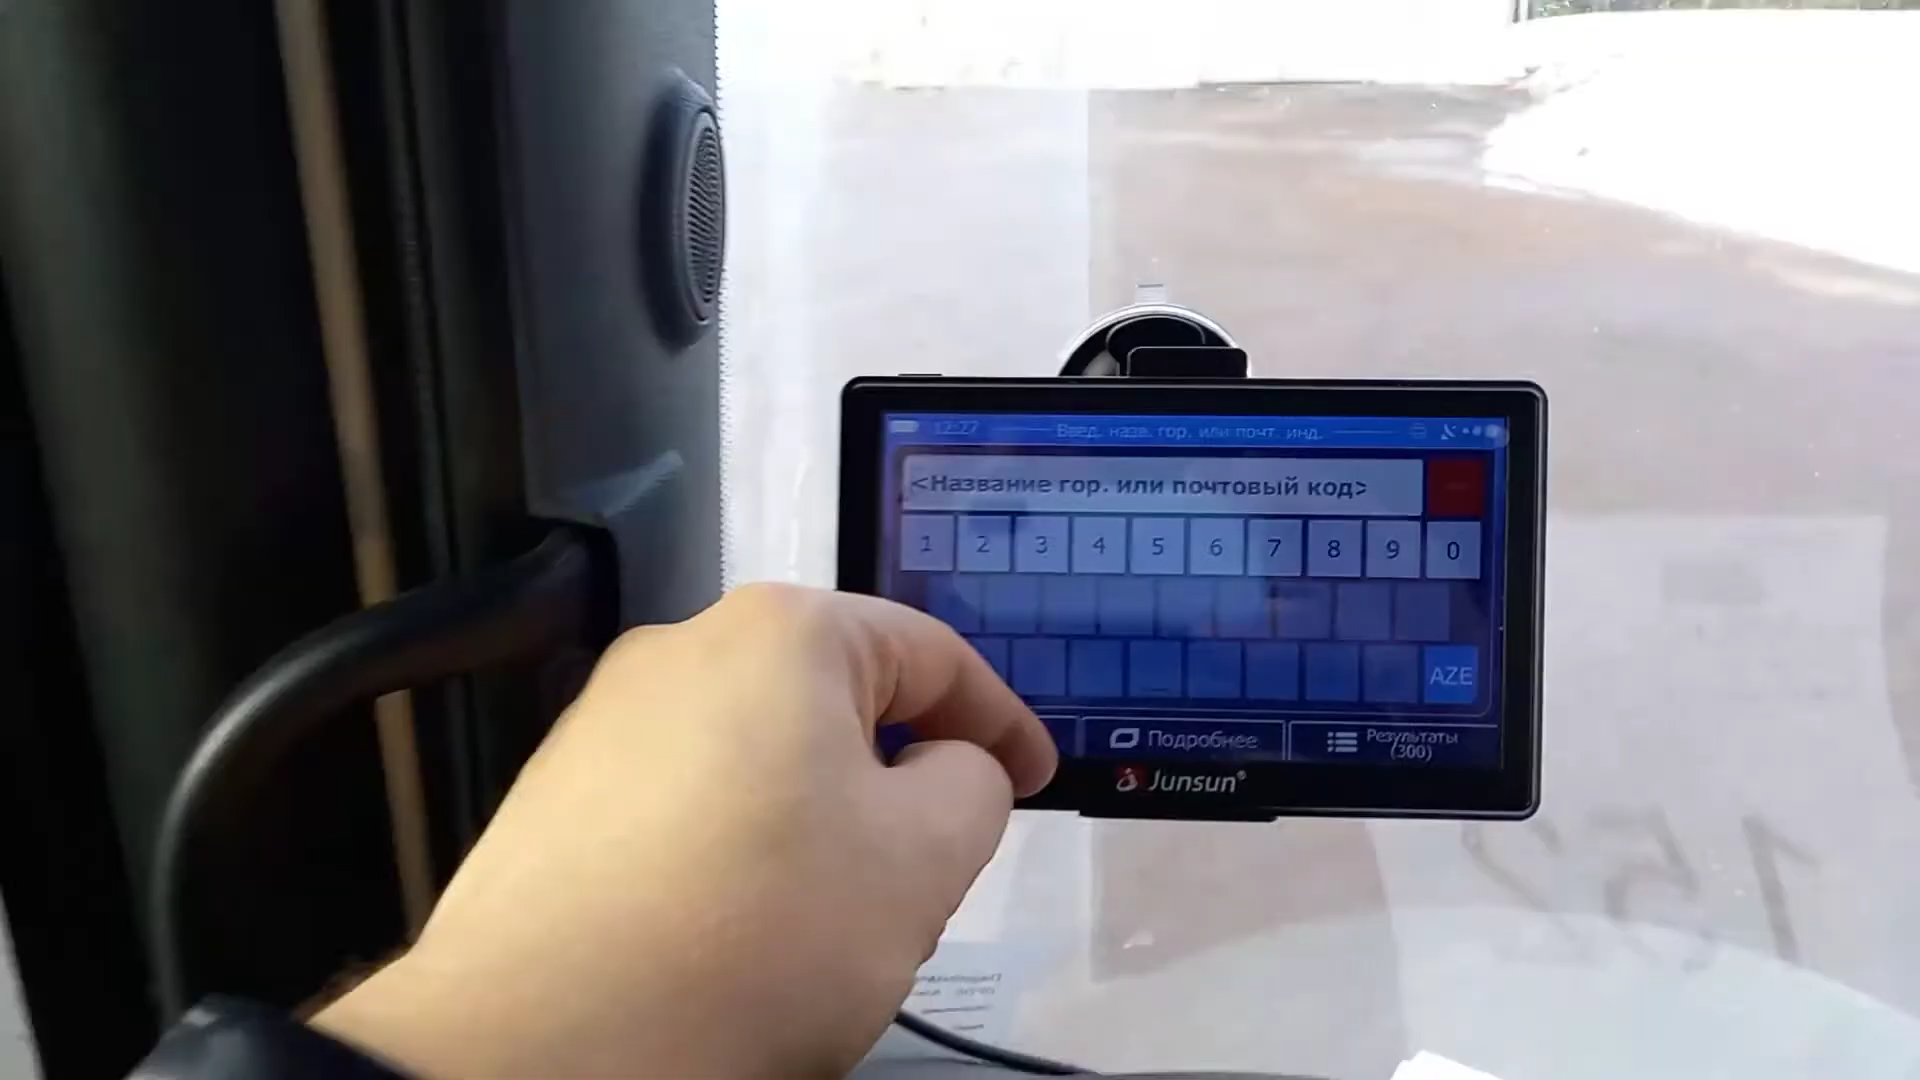 12:27 Введ. назв. гор. или почт. инд.
<Название гор. или почтовый код>
1 2 3 4 5 6 7 8 9 0
AZE
Подробнее
Результаты
(300)
Junsun®
152